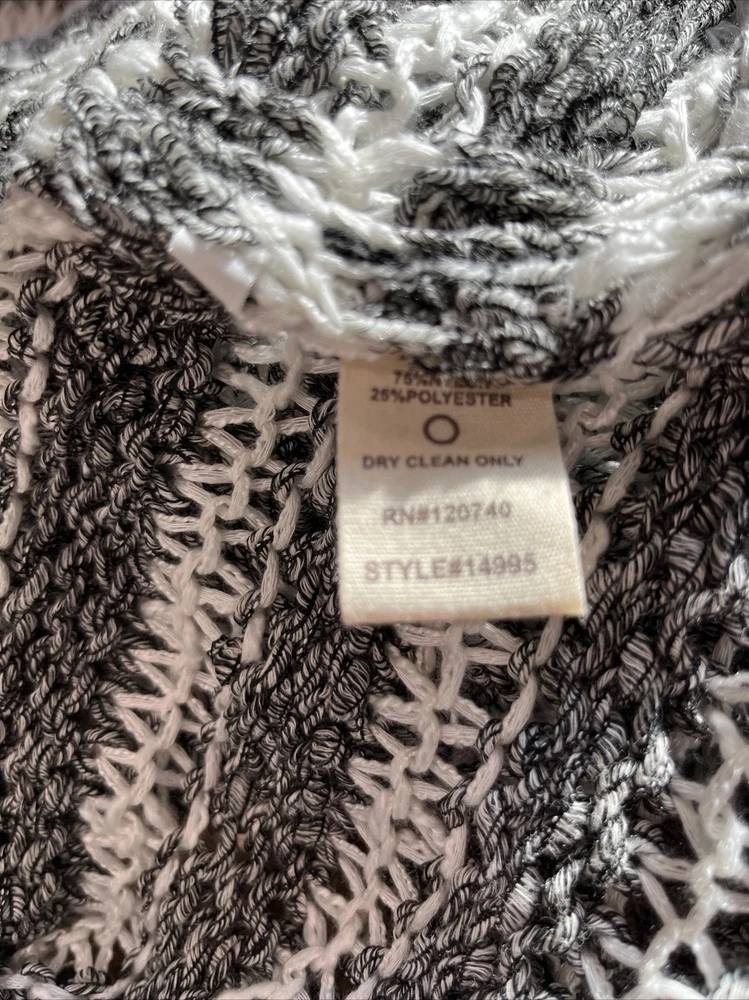 25%POLYESTER
DRY CLEAN ONLY
RN#120740
STYLE#14995